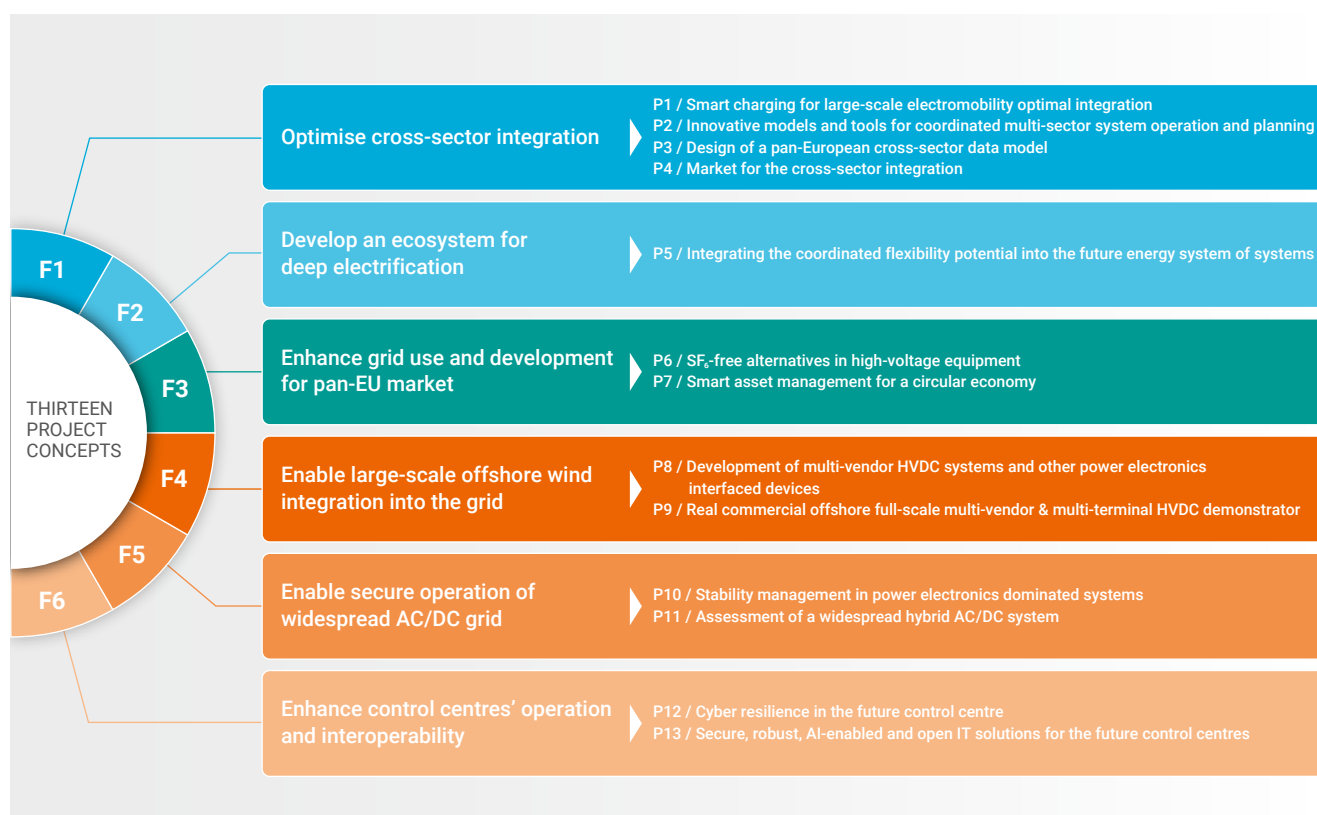 THIRTEEN
PROJECT
CONCEPTS
F1
Optimise cross-sector integration
P1 / Smart charging for large-scale electromobility optimal integration
P2 / Innovative models and tools for coordinated multi-sector system operation and planning
P3 / Design of a pan-European cross-sector data model
P4 / Market for the cross-sector integration
F2
Develop an ecosystem for
deep electrification
P5 / Integrating the coordinated flexibility potential into the future energy system of systems
F3
Enhance grid use and development
for pan-EU market
P6 / SF₆-free alternatives in high-voltage equipment
P7 / Smart asset management for a circular economy
F4
Enable large-scale offshore wind
integration into the grid
P8 / Development of multi-vendor HVDC systems and other power electronics
interfaced devices
P9 / Real commercial offshore full-scale multi-vendor & multi-terminal HVDC demonstrator
F5
Enable secure operation of
widespread AC/DC grid
P10 / Stability management in power electronics dominated systems
P11 / Assessment of a widespread hybrid AC/DC system
F6
Enhance control centres’ operation
and interoperability
P12 / Cyber resilience in the future control centre
P13 / Secure, robust, AI-enabled and open IT solutions for the future control centres